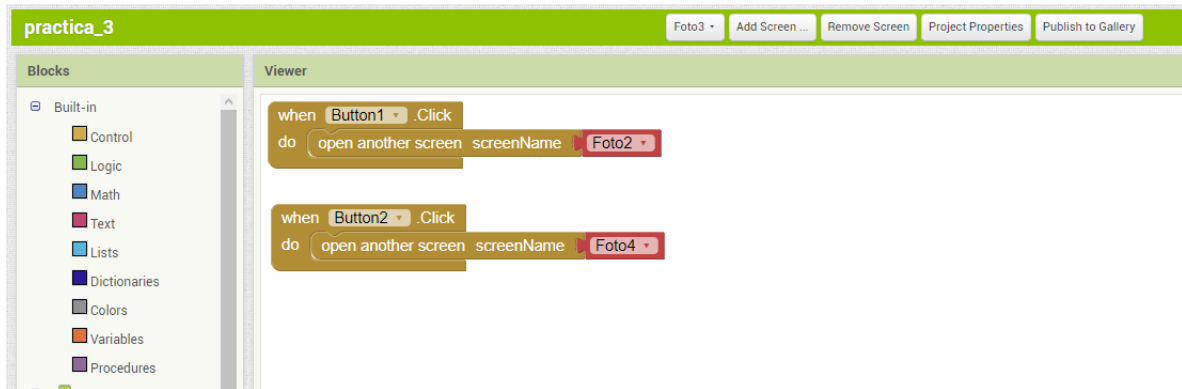 practica_3
Foto3
Add Screen ...
Remove Screen
Project Properties
Publish to Gallery
Blocks
Viewer
Built-in
Control
Logic
Math
Text
Lists
Dictionaries
Colors
Variables
Procedures
when Button1 .Click
do open another screen screenName Foto2
when Button2 .Click
do open another screen screenName Foto4